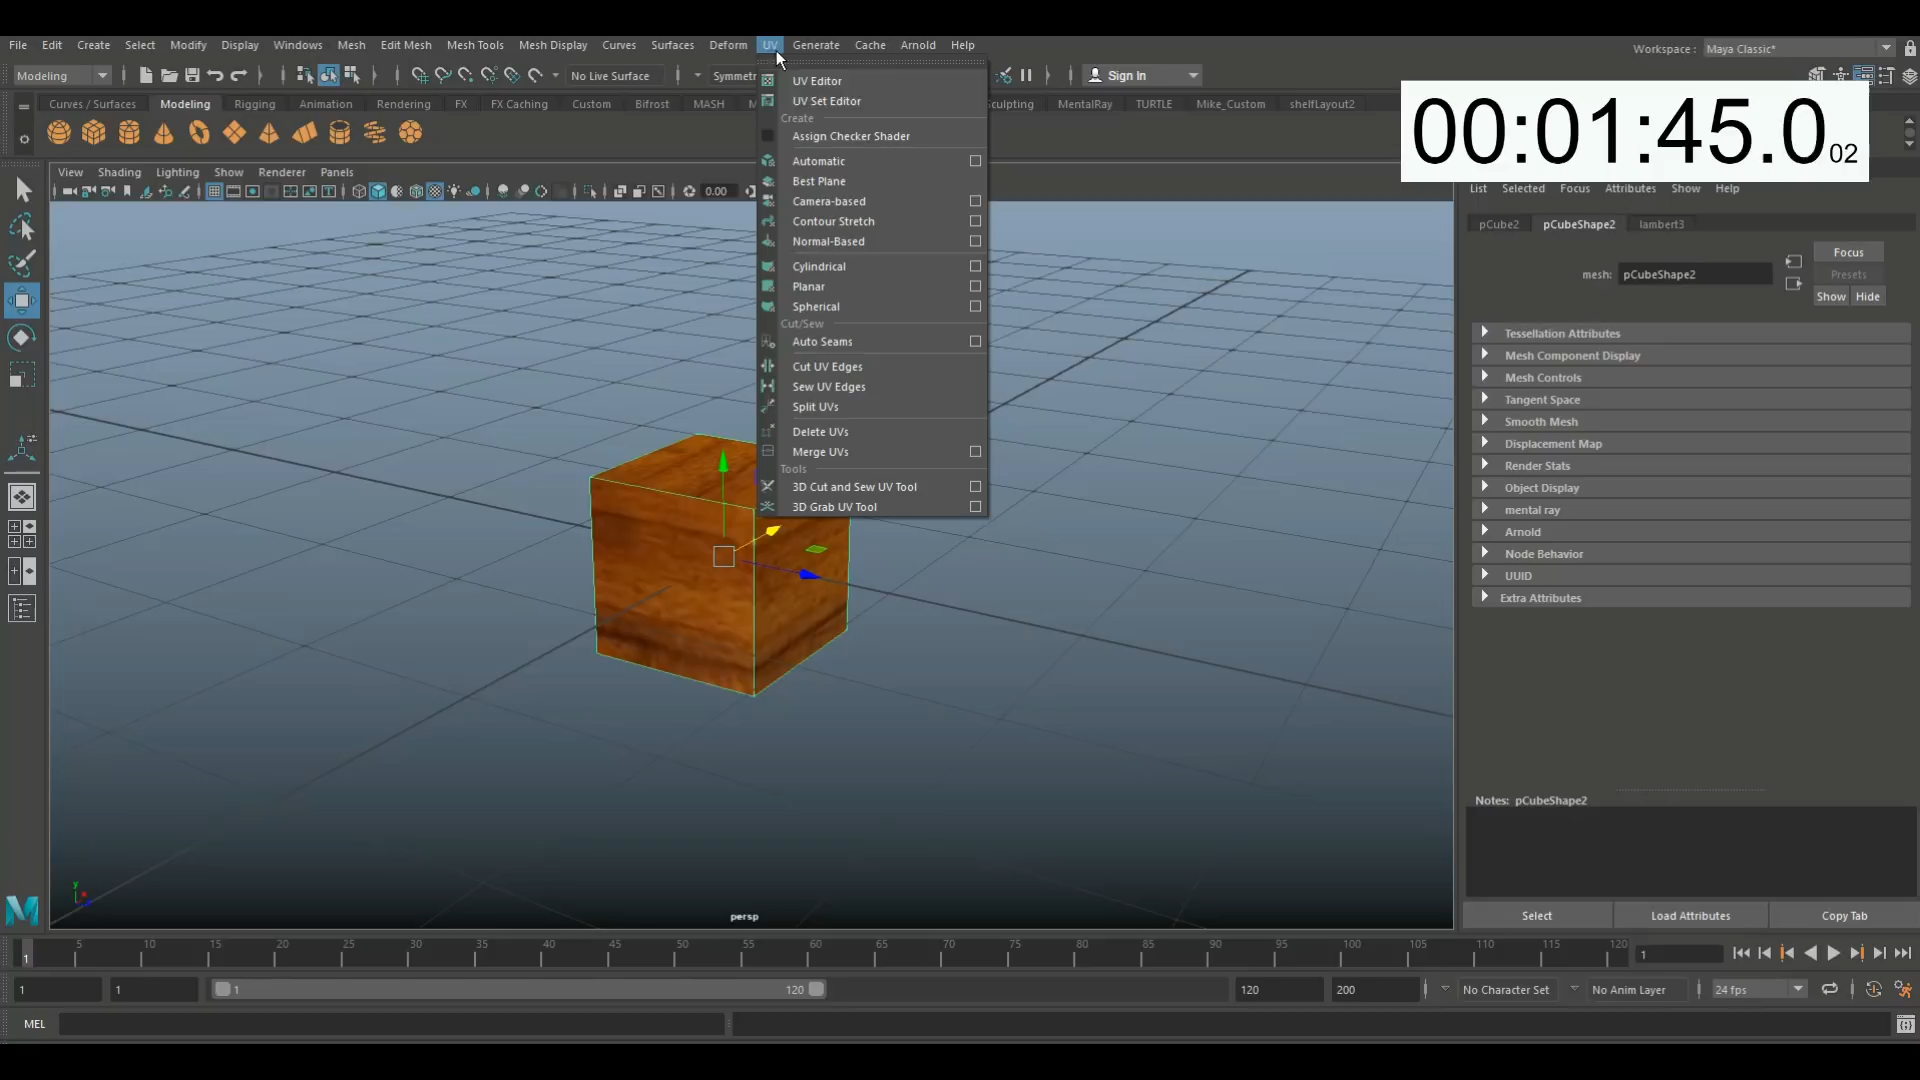 File Edit Create Select Modify Display Windows Mesh Edit Mesh Mesh Tools Mesh Display Curves Surfaces Deform UV Generate Cache Arnold Help
Workspace : Maya Classic*
Modeling
No Live Surface
Symmetr
Sign In
Curves / Surfaces Modeling Rigging Animation Rendering FX FX Caching Custom Bifrost MASH M
culpting MentalRay TURTLE Mike_Custom shelfLayout2
00:01:45.002
UV Editor
UV Set Editor
Create
Assign Checker Shader
Automatic
Best Plane
Camera-based
Contour Stretch
Normal-Based
Cylindrical
Planar
Spherical
Cut/Sew
Auto Seams
Cut UV Edges
Sew UV Edges
Split UVs
Delete UVs
Merge UVs
Tools
3D Cut and Sew UV Tool
3D Grab UV Tool
View Shading Lighting Show Renderer Panels
0.00
y
persp
List Selected Focus Attributes Show Help
pCube2 pCubeShape2 lambert3
mesh: pCubeShape2
Focus
Presets
Show Hide
Tessellation Attributes
Mesh Component Display
Mesh Controls
Tangent Space
Smooth Mesh
Displacement Map
Render Stats
Object Display
mental ray
Arnold
Node Behavior
UUID
Extra Attributes
Notes: pCubeShape2
Select Load Attributes Copy Tab
1 5 10 15 20 25 30 35 40 45 50 55 60 65 70 75 80 85 90 95 100 105 110 115 120
1
1 1 1 120 120 200 No Character Set No Anim Layer 24 fps
MEL